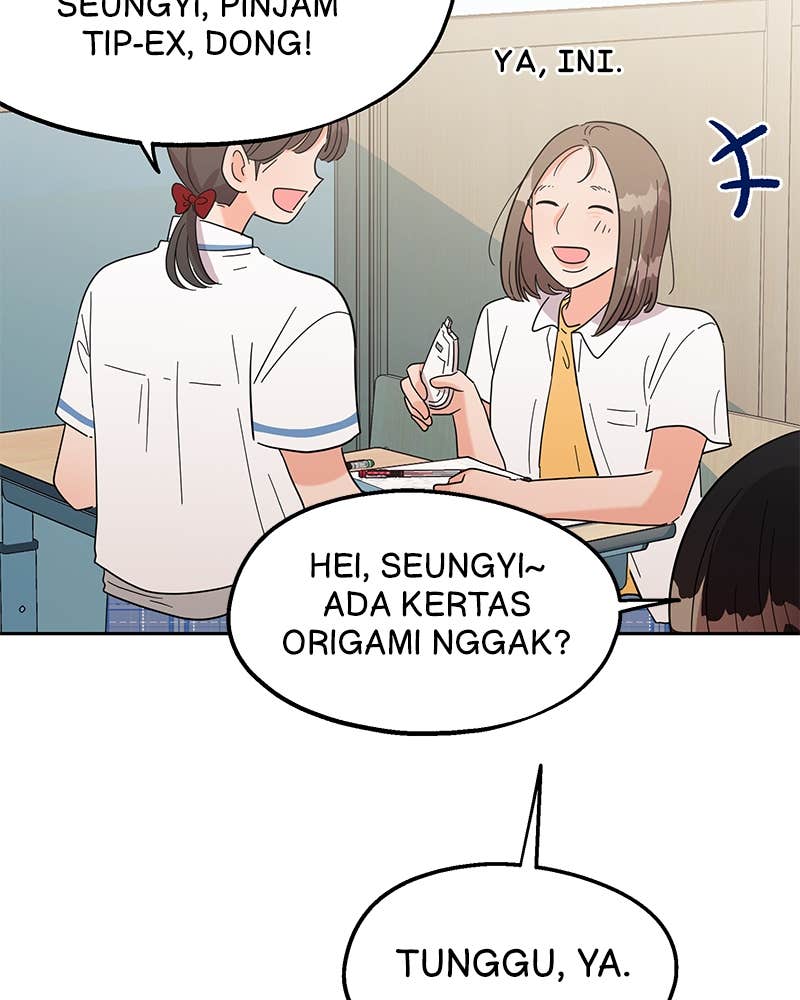 SEUNGYI, PINJAM
TIP-EX, DONG!
YA, INI.
HEI, SEUNGYI~
ADA KERTAS
ORIGAMI NGGAK?
TUNGGU, YA.